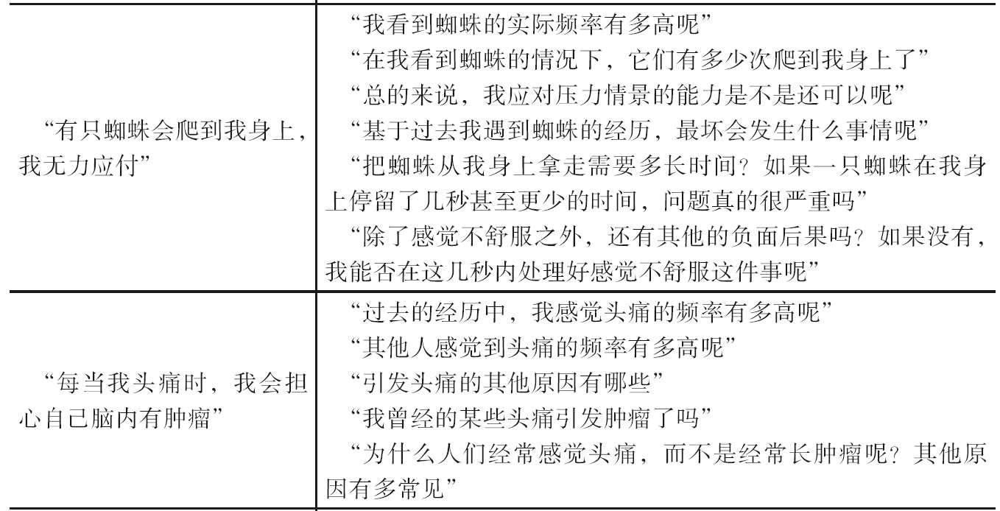 “有只蜘蛛会爬到我身上，
我无力应付”
“我看到蜘蛛的实际频率有多高呢”
“在我看到蜘蛛的情况下，它们有多少次爬到我身上了”
“总的来说，我应对压力情景的能力是不是还可以呢”
“基于过去我遇到蜘蛛的经历，最坏会发生什么事情呢”
“把蜘蛛从我身上拿走需要多长时间？如果一只蜘蛛在我身
上停留了几秒甚至更少的时间，问题真的很严重吗”
“除了感觉不舒服之外，还有其他的负面后果吗？如果没有，
我能否在这几秒内处理好感觉不舒服这件事呢”
“每当我头痛时，我会担
心自己脑内有肿瘤”
“过去的经历中，我感觉头痛的频率有多高呢”
“其他人感觉到头痛的频率有多高呢”
“引发头痛的其他原因有哪些”
“我曾经的某些头痛引发肿瘤了吗”
“为什么人们经常感觉头痛，而不是经常长肿瘤呢？其他原
因有多常见”